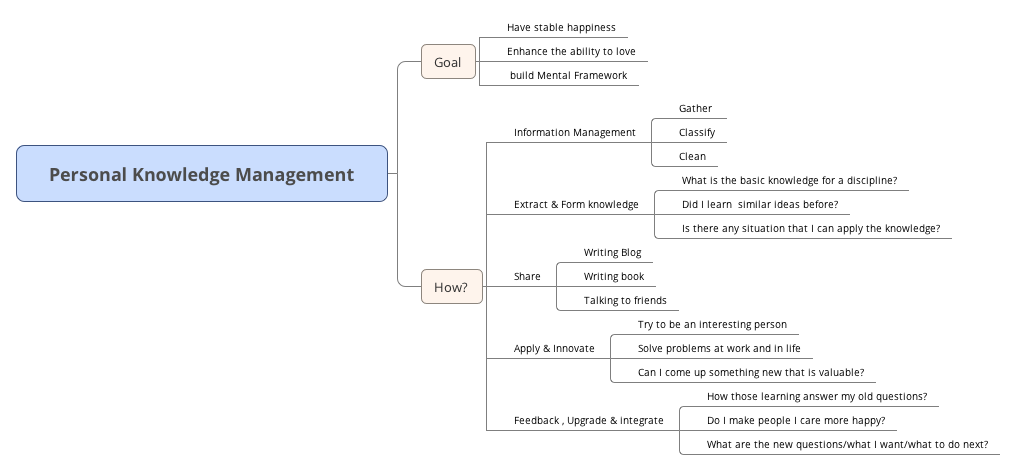 Personal Knowledge Management
Goal
Have stable happiness
Enhance the ability to love
build Mental Framework
How?
Information Management
Gather
Classify
Clean
Extract & Form knowledge
What is the basic knowledge for a discipline?
Did I learn similar ideas before?
Is there any situation that I can apply the knowledge?
Share
Writing Blog
Writing book
Talking to friends
Apply & Innovate
Try to be an interesting person
Solve problems at work and in life
Can I come up something new that is valuable?
Feedback , Upgrade & integrate
How those learning answer my old questions?
Do I make people I care more happy?
What are the new questions/what I want/what to do next?